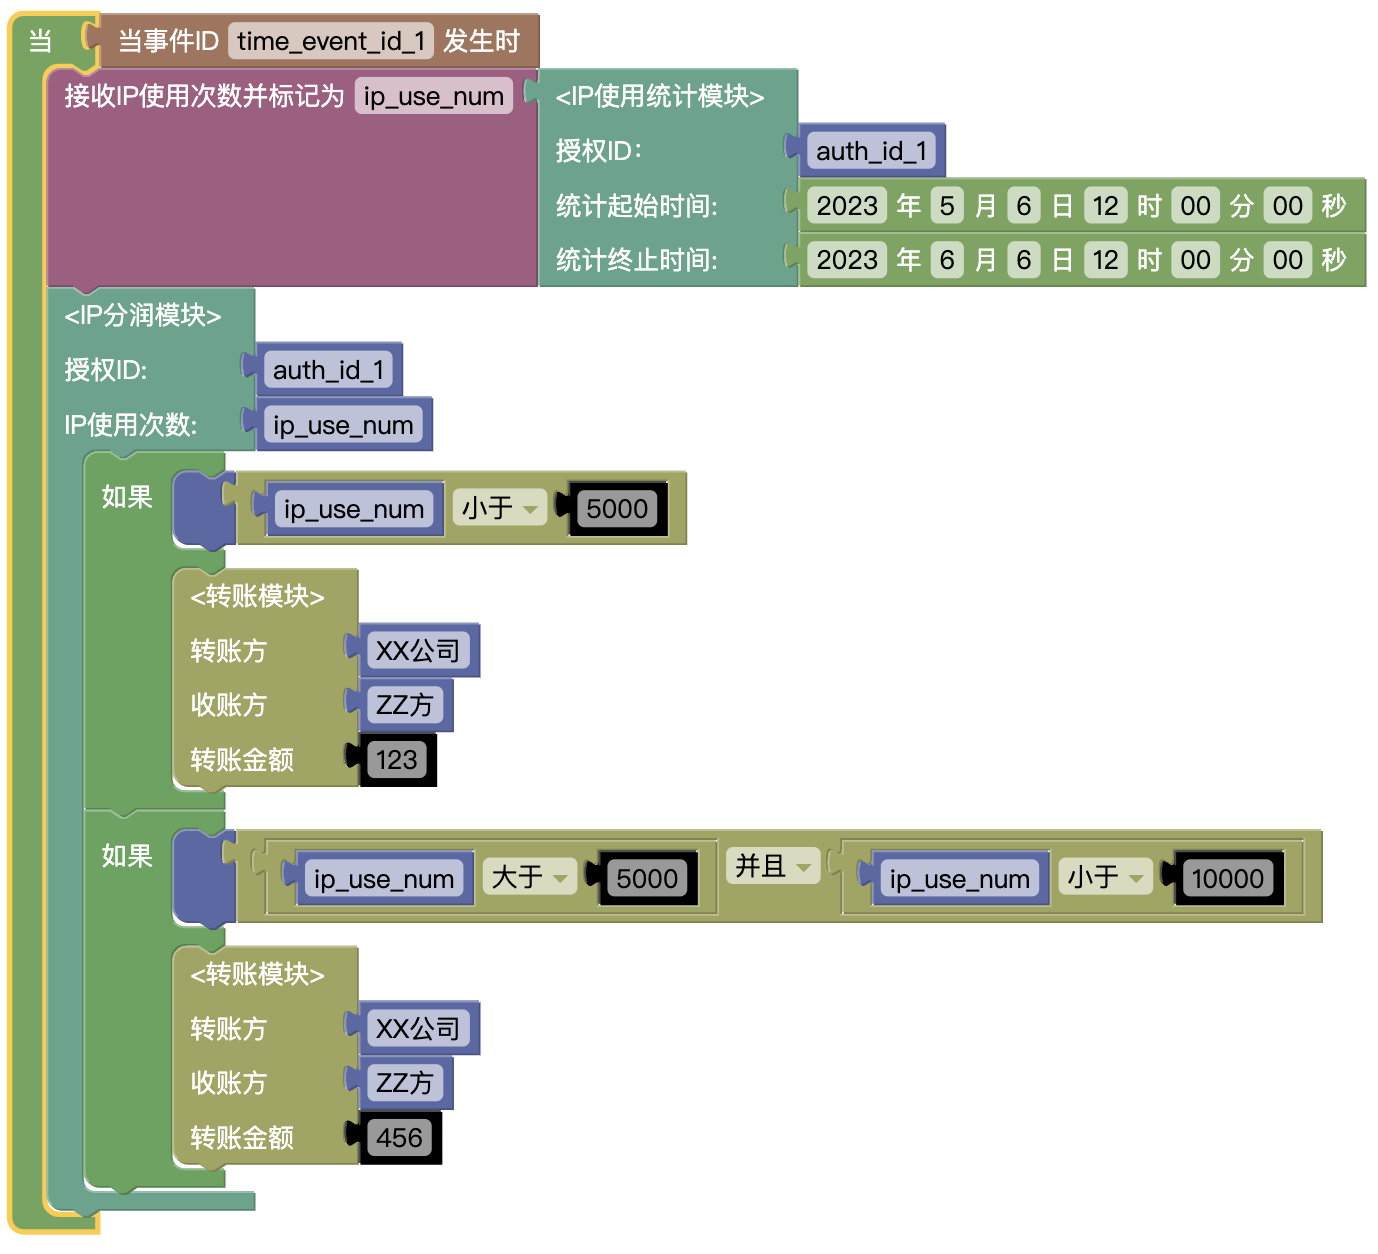 当 当事件ID time_event_id_1 发生时
接收IP使用次数并标记为 ip_use_num <IP使用统计模块>
授权ID: auth_id_1
统计起始时间: 2023 年 5 月 6 日 12 时 00 分 00 秒
统计终止时间: 2023 年 6 月 6 日 12 时 00 分 00 秒
<IP分润模块>
授权ID: auth_id_1
IP使用次数: ip_use_num
如果 ip_use_num 小于 5000
<转账模块>
转账方 XX公司
收账方 ZZ方
转账金额 123
如果 ip_use_num 大于 5000 并且 ip_use_num 小于 10000
<转账模块>
转账方 XX公司
收账方 ZZ方
转账金额 456